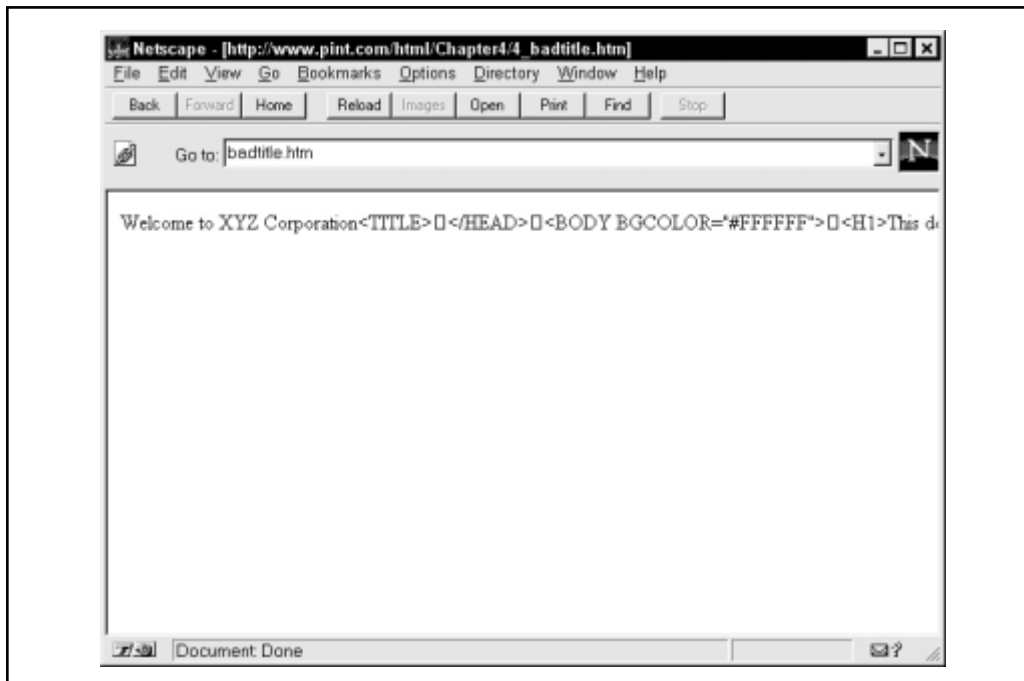 Netscape - [http://www.pint.com/html/Chapter4/4_badtitle.htm]
File Edit View Go Bookmarks Options Directory Window Help
Back Forward Home Reload Images Open Print Find Stop
Go to: badtitle.htm
N
Welcome to XYZ Corporation<TITLE>▯</HEAD>▯<BODY BGCOLOR="#FFFFFF">▯<H1>This d
Document: Done